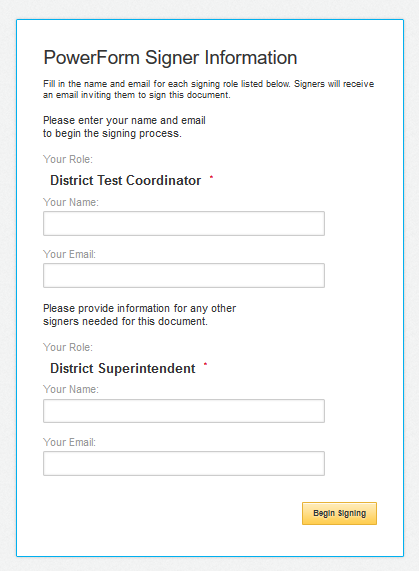 PowerForm Signer Information
Fill in the name and email for each signing role listed below. Signers will receive
an email inviting them to sign this document.
Please enter your name and email
to begin the signing process.
Your Role:
District Test Coordinator *
Your Name:
Your Email:
Please provide information for any other
signers needed for this document.
Your Role:
District Superintendent *
Your Name:
Your Email:
Begin Signing